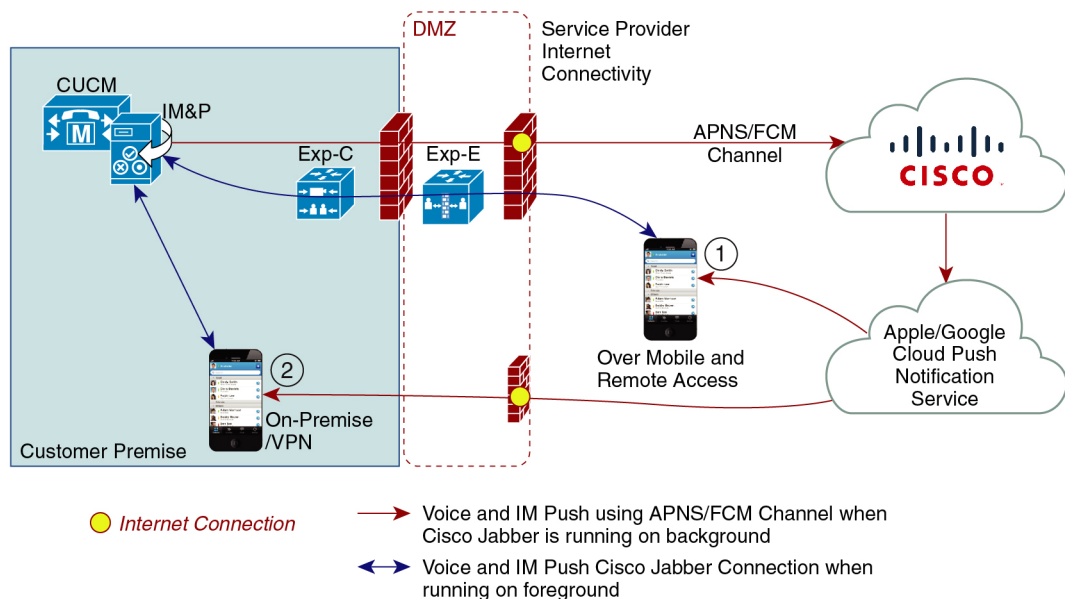 DMZ
Service Provider
Internet
Connectivity
CUCM
IM&P
M
Exp-C
Exp-E
APNS/FCM
Channel
CISCO
1
Apple/Google
Cloud Push
Notification
Service
Over Mobile and
Remote Access
2
On-Premise
/VPN
Customer Premise
Internet Connection
Voice and IM Push using APNS/FCM Channel when
Cisco Jabber is running on background
Voice and IM Push Cisco Jabber Connection when
running on foreground